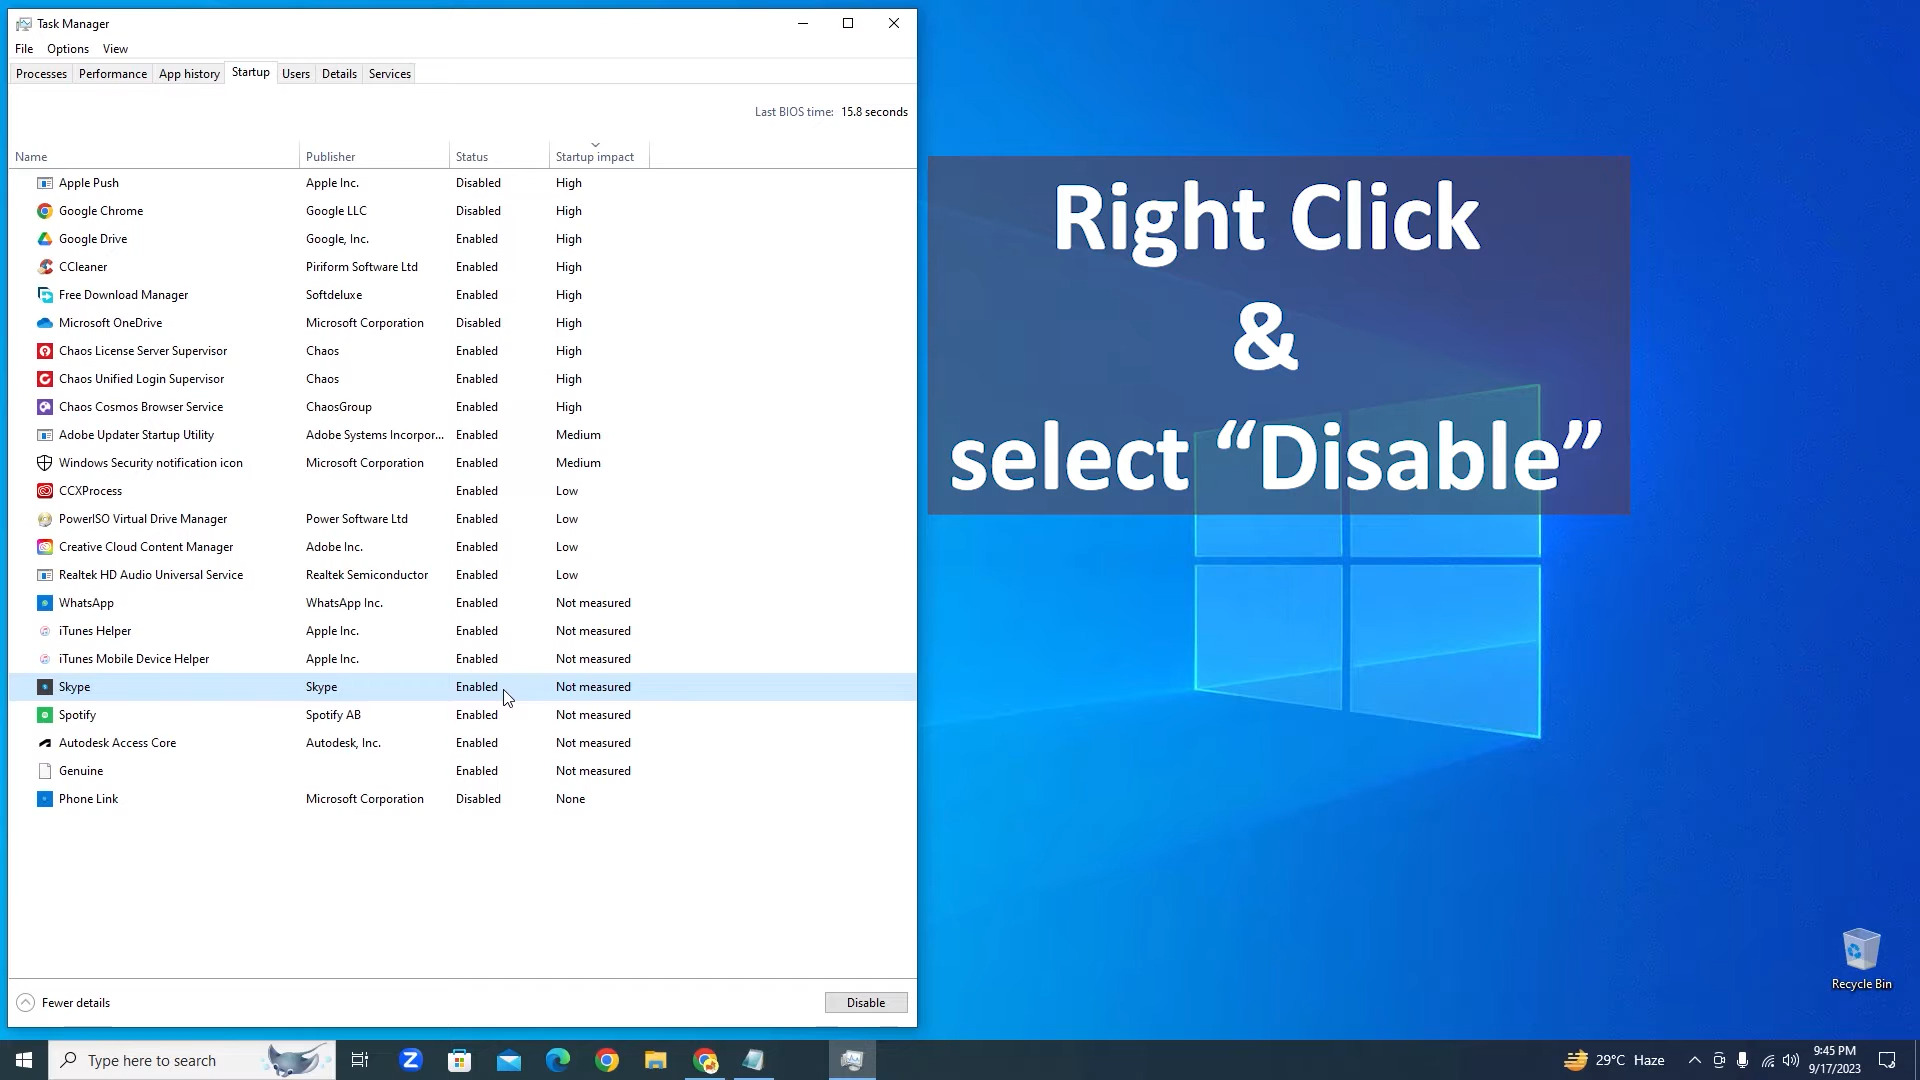 Task Manager
File Options View
Processes Performance App history Startup Users Details Services
Last BIOS time: 15.8 seconds
Name Publisher Status Startup impact
Apple Push Apple Inc. Disabled High
Google Chrome Google LLC Disabled High
Google Drive Google, Inc. Enabled High
CCleaner Piriform Software Ltd Enabled High
Free Download Manager Softdeluxe Enabled High
Microsoft OneDrive Microsoft Corporation Disabled High
Chaos License Server Supervisor Chaos Enabled High
Chaos Unified Login Supervisor Chaos Enabled High
Chaos Cosmos Browser Service ChaosGroup Enabled High
Adobe Updater Startup Utility Adobe Systems Incorpor... Enabled Medium
Windows Security notification icon Microsoft Corporation Enabled Medium
CCXProcess Enabled Low
PowerISO Virtual Drive Manager Power Software Ltd Enabled Low
Creative Cloud Content Manager Adobe Inc. Enabled Low
Realtek HD Audio Universal Service Realtek Semiconductor Enabled Low
WhatsApp WhatsApp Inc. Enabled Not measured
iTunes Helper Apple Inc. Enabled Not measured
iTunes Mobile Device Helper Apple Inc. Enabled Not measured
Skype Skype Enabled Not measured
Spotify Spotify AB Enabled Not measured
Autodesk Access Core Autodesk, Inc. Enabled Not measured
Genuine Enabled Not measured
Phone Link Microsoft Corporation Disabled None
Fewer details Disable
Right Click
&
select “Disable”
Recycle Bin
Type here to search
29°C Haze
9:45 PM
9/17/2023